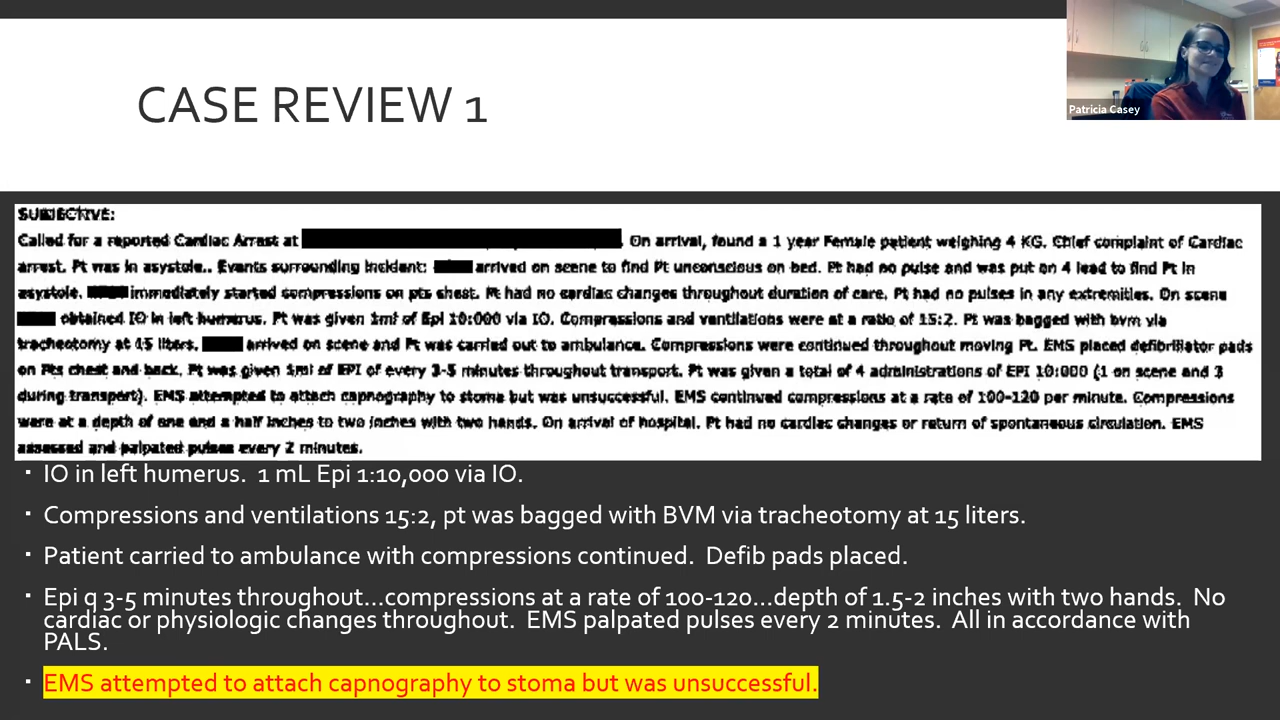 CASE REVIEW 1
Patricia Casey
SUBJECTIVE:
Called for a reported Cardiac Arrest at . On arrival, found a 1 year Female patient weighing 4 KG. Chief complaint of Cardiac
arrest. Pt was in asystole.. Events surrounding incident: arrived on scene to find Pt unconscious on bed. Pt had no pulse and was put on 4 lead to find Pt in
asystole. immediately started compressions on pts chest. Pt had no cardiac changes throughout duration of care. Pt had no pulses in any extremities. On scene
obtained IO in left humerus. Pt was given 1ml of Epi 10:000 via IO. Compressions and ventilations were at a ratio of 15:2. Pt was bagged with bvm via
tracheotomy at 15 liters. arrived on scene and Pt was carried out to ambulance. Compressions were continued throughout moving Pt. EMS placed defibrillator pads
on Pts chest and back. Pt was given 1ml of EPI of every 3-5 minutes throughout transport. Pt was given a total of 4 administrations of EPI 10:000 (1 on scene and 3
during transport). EMS attempted to attach capnography to stoma but was unsuccessful. EMS continued compressions at a rate of 100-120 per minute. Compressions
were at a depth of one and a half inches to two inches with two hands. On arrival of hospital, Pt had no cardiac changes or return of spontaneous circulation. EMS
assessed and palpated pulses every 2 minutes.
▪ IO in left humerus. 1 mL Epi 1:10,000 via IO.
▪ Compressions and ventilations 15:2, pt was bagged with BVM via tracheotomy at 15 liters.
▪ Patient carried to ambulance with compressions continued. Defib pads placed.
▪ Epi q 3-5 minutes throughout...compressions at a rate of 100-120...depth of 1.5-2 inches with two hands. No
cardiac or physiologic changes throughout. EMS palpated pulses every 2 minutes. All in accordance with
PALS.
▪ EMS attempted to attach capnography to stoma but was unsuccessful.